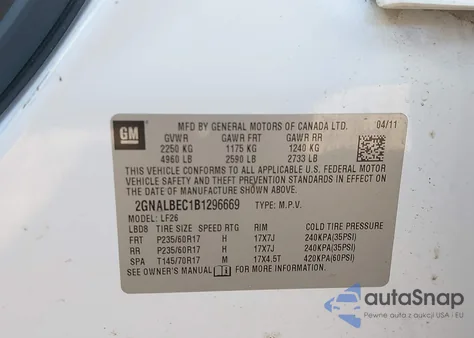 GM
MFD BY GENERAL MOTORS OF CANADA LTD. 04/11
GVWR GAWR FRT GAWR RR
2250 KG 1175 KG 1240 KG
4960 LB 2590 LB 2733 LB
THIS VEHICLE CONFORMS TO ALL APPLICABLE U.S. FEDERAL MOTOR
VEHICLE SAFETY AND THEFT PREVENTION STANDARDS IN EFFECT ON
THE DATE OF MANUFACTURE SHOWN ABOVE.
2GNALBEC1B1296669 TYPE: M.P.V.
MODEL: LF26
LBD8 TIRE SIZE SPEED RTG RIM COLD TIRE PRESSURE
FRT P235/60R17 H 17X7J 240KPA(35PSI)
RR P235/60R17 H 17X7J 240KPA(35PSI)
SPA T145/70R17 M 17X4.5T 420KPA(60PSI)
SEE OWNER'S MANUAL FOR MORE INFORMATION.
autoSnap
Pewne auta z przeszłością USA i EU